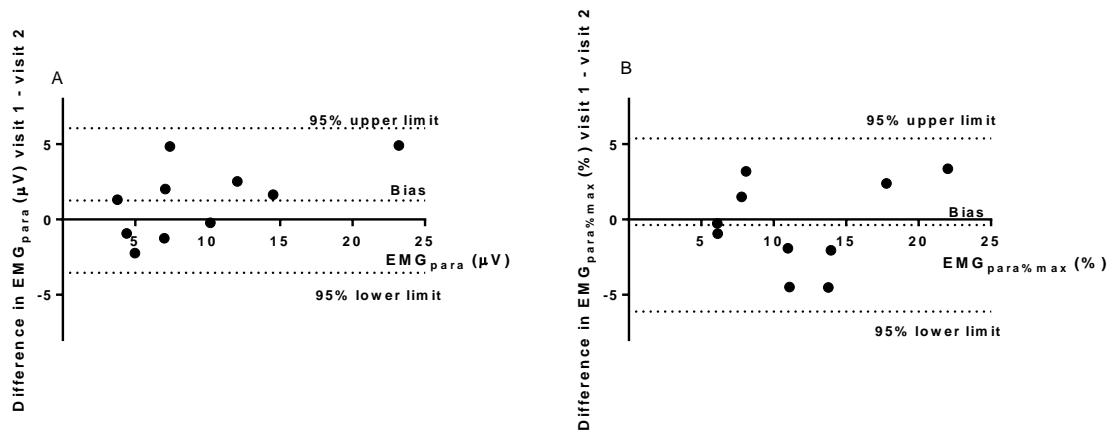 A
Difference in EMGpara (µV) visit 1 - visit 2
95% upper limit
5
Bias
0
5
10
15
20
25
EMGpara (µV)
-5
95% lower limit
B
Difference in EMGpara%max (%) visit 1 - visit 2
95% upper limit
5
Bias
0
5
10
15
20
25
EMGpara%max (%)
-5
95% lower limit